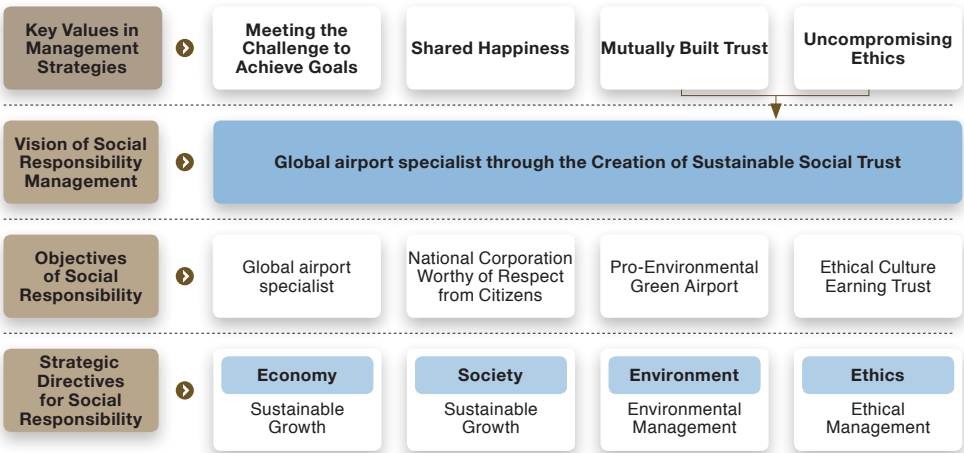 Key Values in
Management
Strategies
Meeting the
Challenge to
Achieve Goals
Shared Happiness
Mutually Built Trust
Uncompromising
Ethics
Vision of Social
Responsibility
Management
Global airport specialist through the Creation of Sustainable Social Trust
Objectives
of Social
Responsibility
Global airport
specialist
National Corporation
Worthy of Respect
from Citizens
Pro-Environmental
Green Airport
Ethical Culture
Earning Trust
Strategic
Directives
for Social
Responsibility
Economy
Sustainable
Growth
Society
Sustainable
Growth
Environment
Environmental
Management
Ethics
Ethical
Management